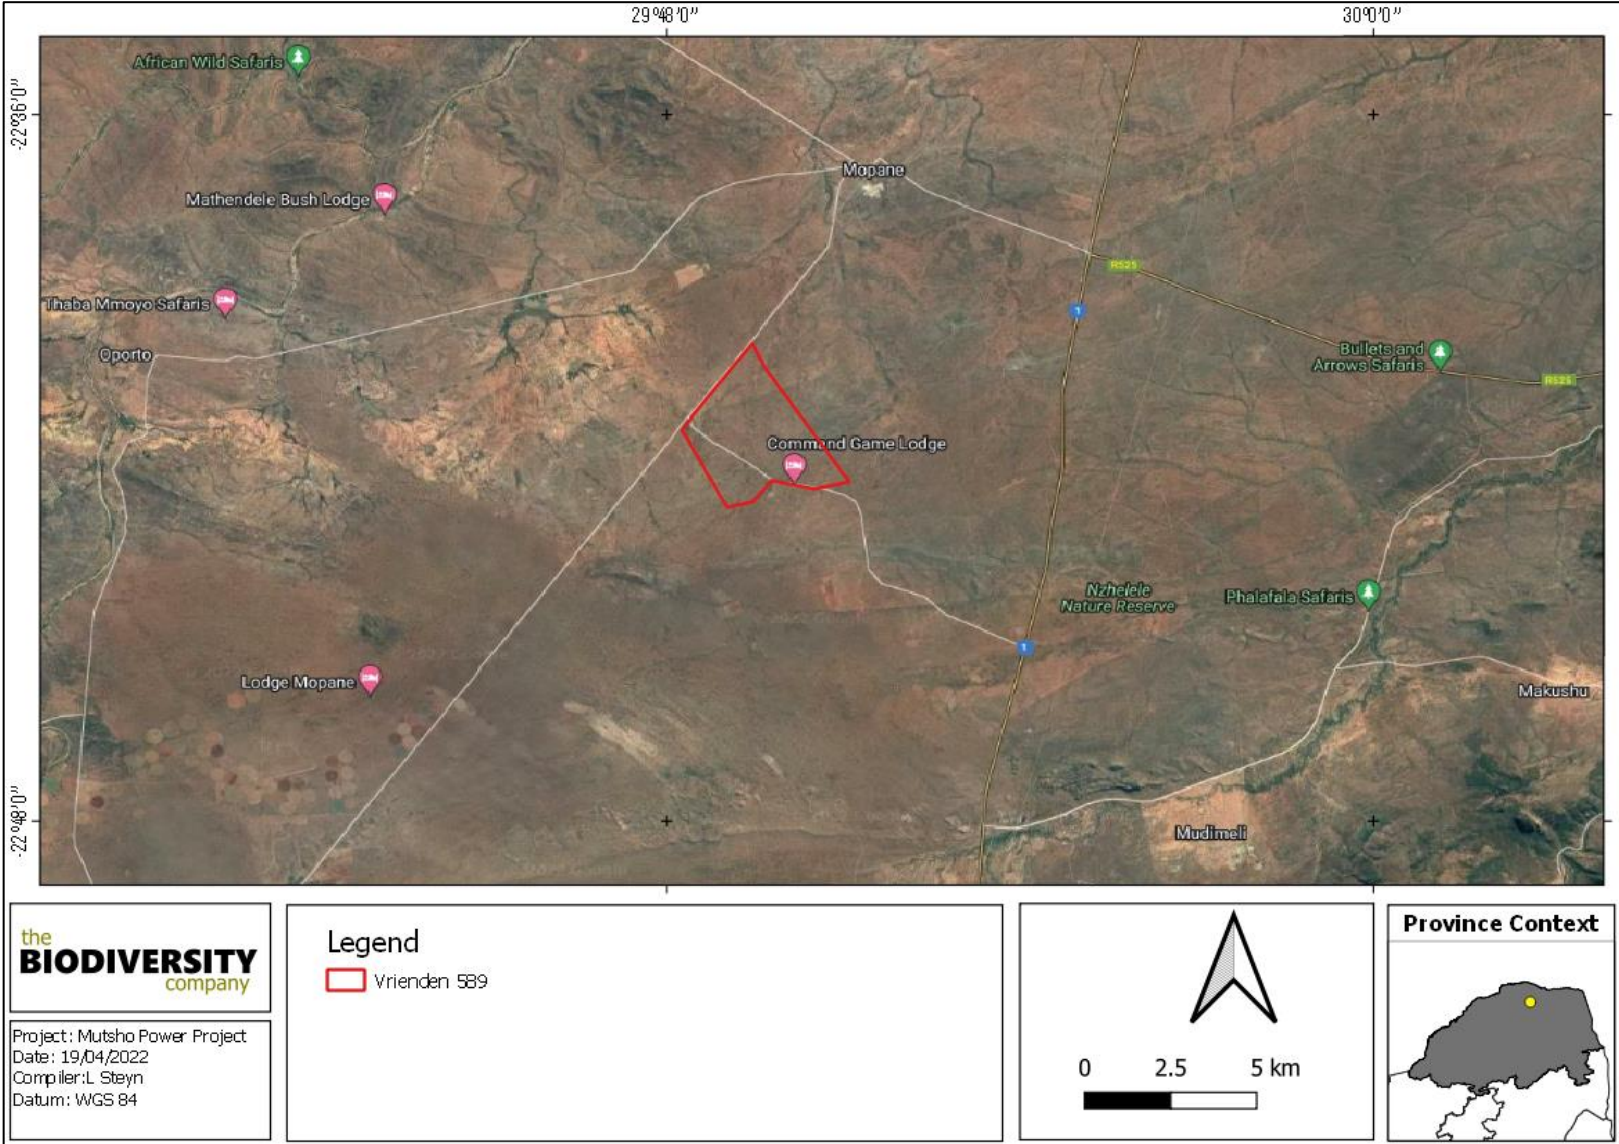 29°48'0"
30°0'0"
African Wild Safaris
-22°36'0"
Mopane
Mathendele Bush Lodge
R525
Thaba Mmoyo Safaris
1
Oporto
Bullets and
Arrows Safaris
R525
Command Game Lodge
Nzhelele
Nature Reserve
Phalafala Safaris
1
Lodge Mopane
Makushu
-22°48'0"
Mudimeli
the
BIODIVERSITY
company
Project: Mutsho Power Project
Date: 19/04/2022
Compiler:L Steyn
Datum: WGS 84
Legend
Vrienden 589
0 2.5 5 km
Province Context